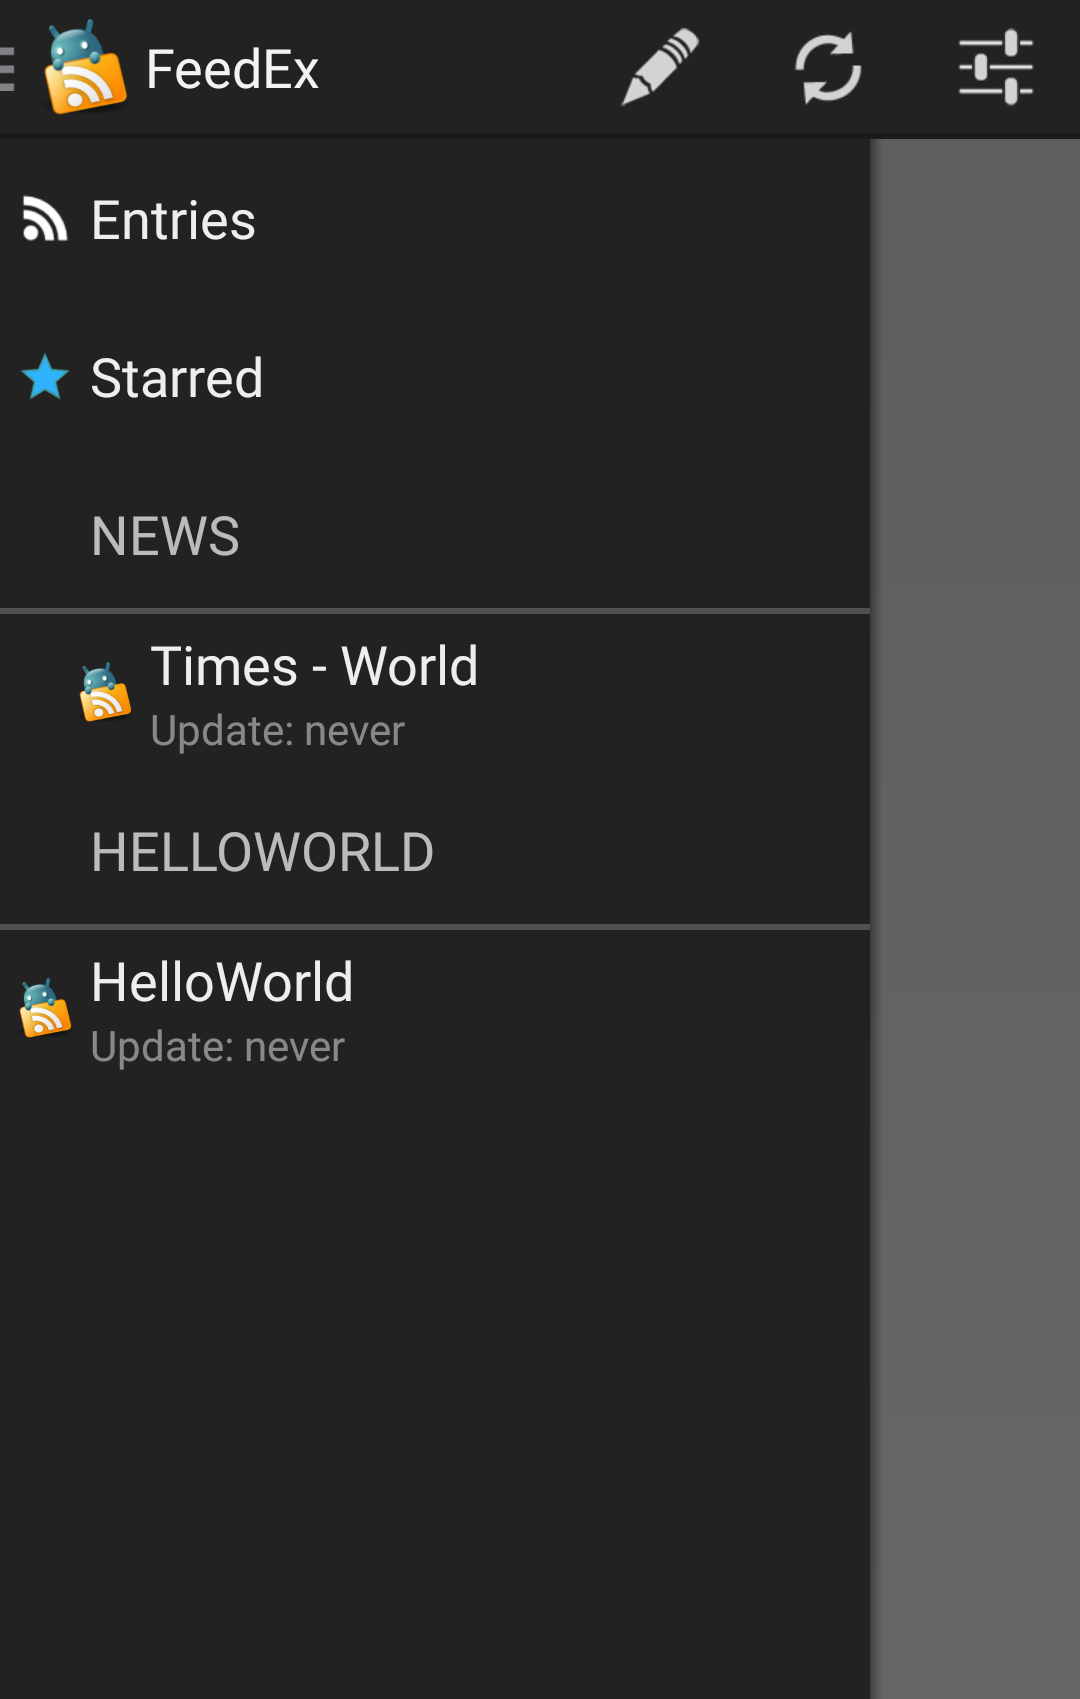 FeedEx
Entries
Starred
NEWS
Times - World
Update: never
HELLOWORLD
HelloWorld
Update: never